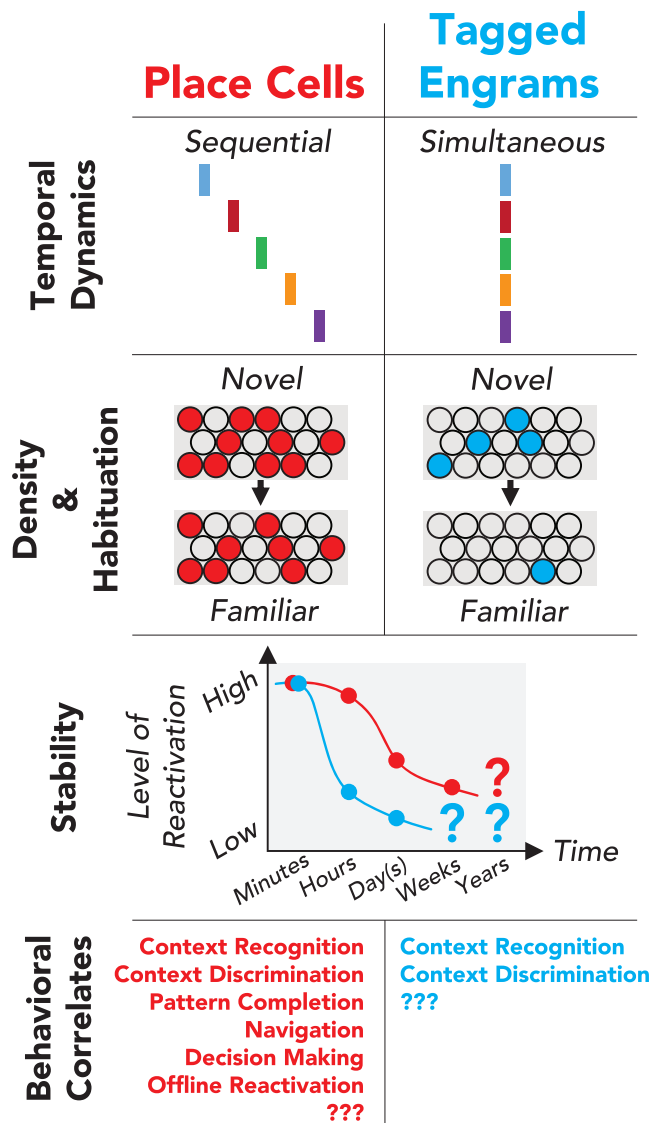 Place Cells
Tagged
Engrams
Temporal
Dynamics
Sequential
Simultaneous
Density
&
Habituation
Novel
Novel
Familiar
Familiar
Stability
Level of
Reactivation
High
Low
?
? ?
Minutes
Hours
Day(s)
Weeks
Years
Time
Behavioral
Correlates
Context Recognition
Context Discrimination
Pattern Completion
Navigation
Decision Making
Offline Reactivation
???
Context Recognition
Context Discrimination
???